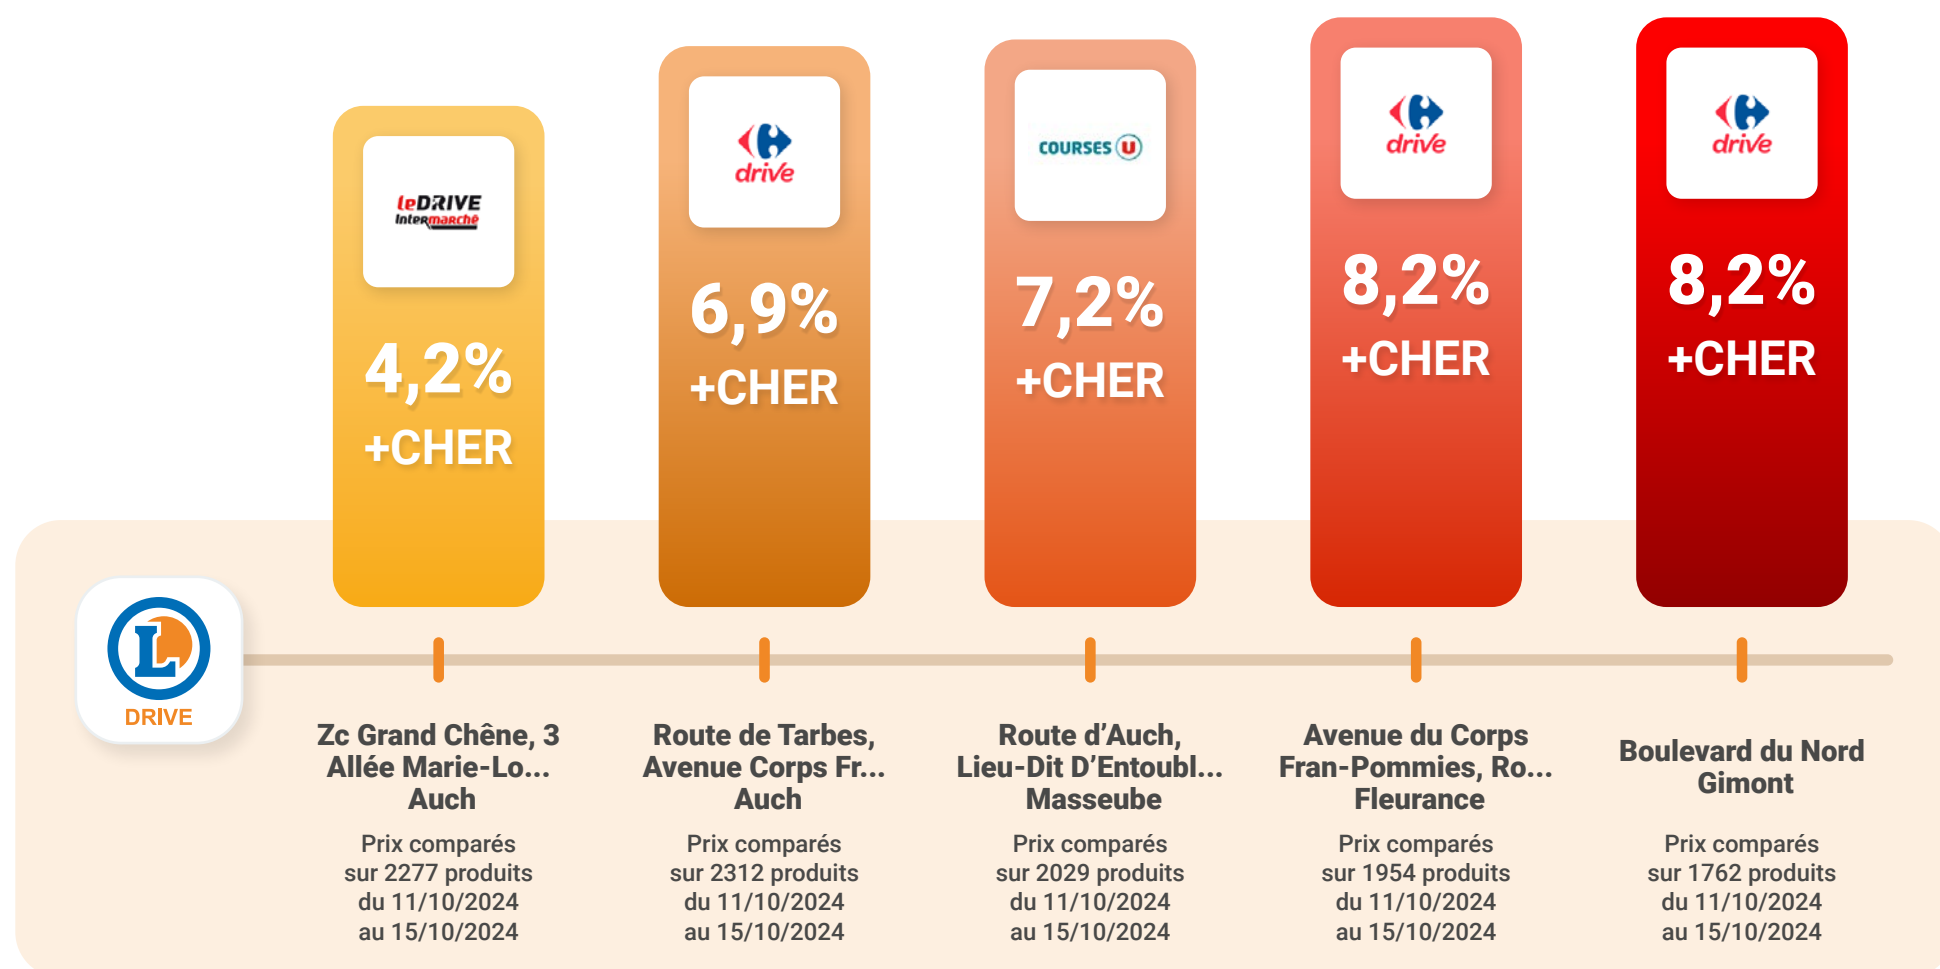 leDRIVE
Intermarché
4,2%
+CHER
drive
6,9%
+CHER
COURSES U
7,2%
+CHER
drive
8,2%
+CHER
drive
8,2%
+CHER
L
DRIVE
Zc Grand Chêne, 3
Allée Marie-Lo...
Auch
Prix comparés
sur 2277 produits
du 11/10/2024
au 15/10/2024
Route de Tarbes,
Avenue Corps Fr...
Auch
Prix comparés
sur 2312 produits
du 11/10/2024
au 15/10/2024
Route d'Auch,
Lieu-Dit D'Entoubl...
Masseube
Prix comparés
sur 2029 produits
du 11/10/2024
au 15/10/2024
Avenue du Corps
Fran-Pommies, Ro...
Fleurance
Prix comparés
sur 1954 produits
du 11/10/2024
au 15/10/2024
Boulevard du Nord
Gimont
Prix comparés
sur 1762 produits
du 11/10/2024
au 15/10/2024